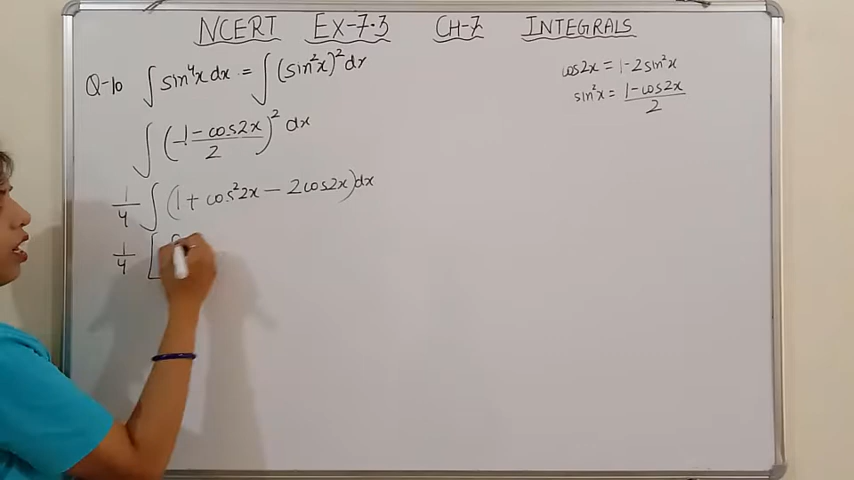 NCERT Ex-7.3 CH-7 INTEGRALS
Q-10 ∫ sin⁴x dx = ∫ (sin²x)² dx
cos2x = 1-2sin²x
sin²x = (1-cos2x)/2
∫ ((1-cos2x)/2)² dx
1/4 ∫ (1 + cos²2x - 2cos2x) dx
1/4 [